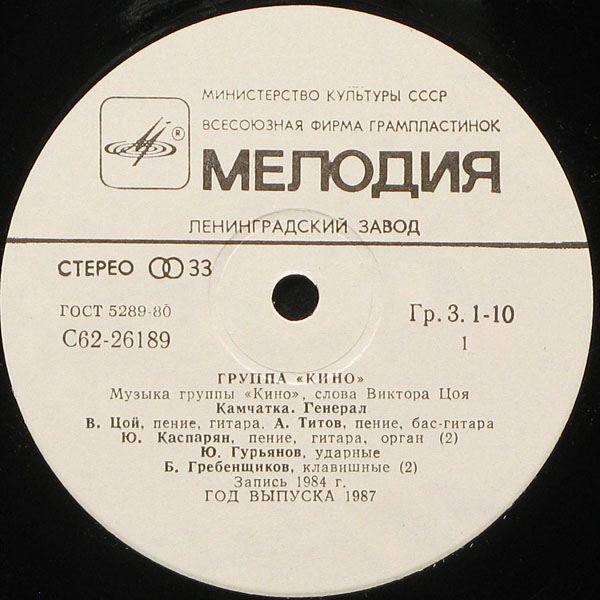 МИНИСТЕРСТВО КУЛЬТУРЫ СССР
ВСЕСОЮЗНАЯ ФИРМА ГРАМПЛАСТИНОК
®
МЕЛОДИЯ
ЛЕНИНГРАДСКИЙ ЗАВОД
СТЕРЕО 33
ГОСТ 5289-80
Гр. 3. 1-10
С62-26189
1
ГРУППА «КИНО»
Музыка группы «Кино», слова Виктора Цоя
Камчатка. Генерал
В. Цой, пение, гитара, А. Титов, пение, бас-гитара
Ю. Каспарян, пение, гитара, орган (2)
Ю. Гурьянов, ударные
Б. Гребенщиков, клавишные (2)
Запись 1984 г.
ГОД ВЫПУСКА 1987